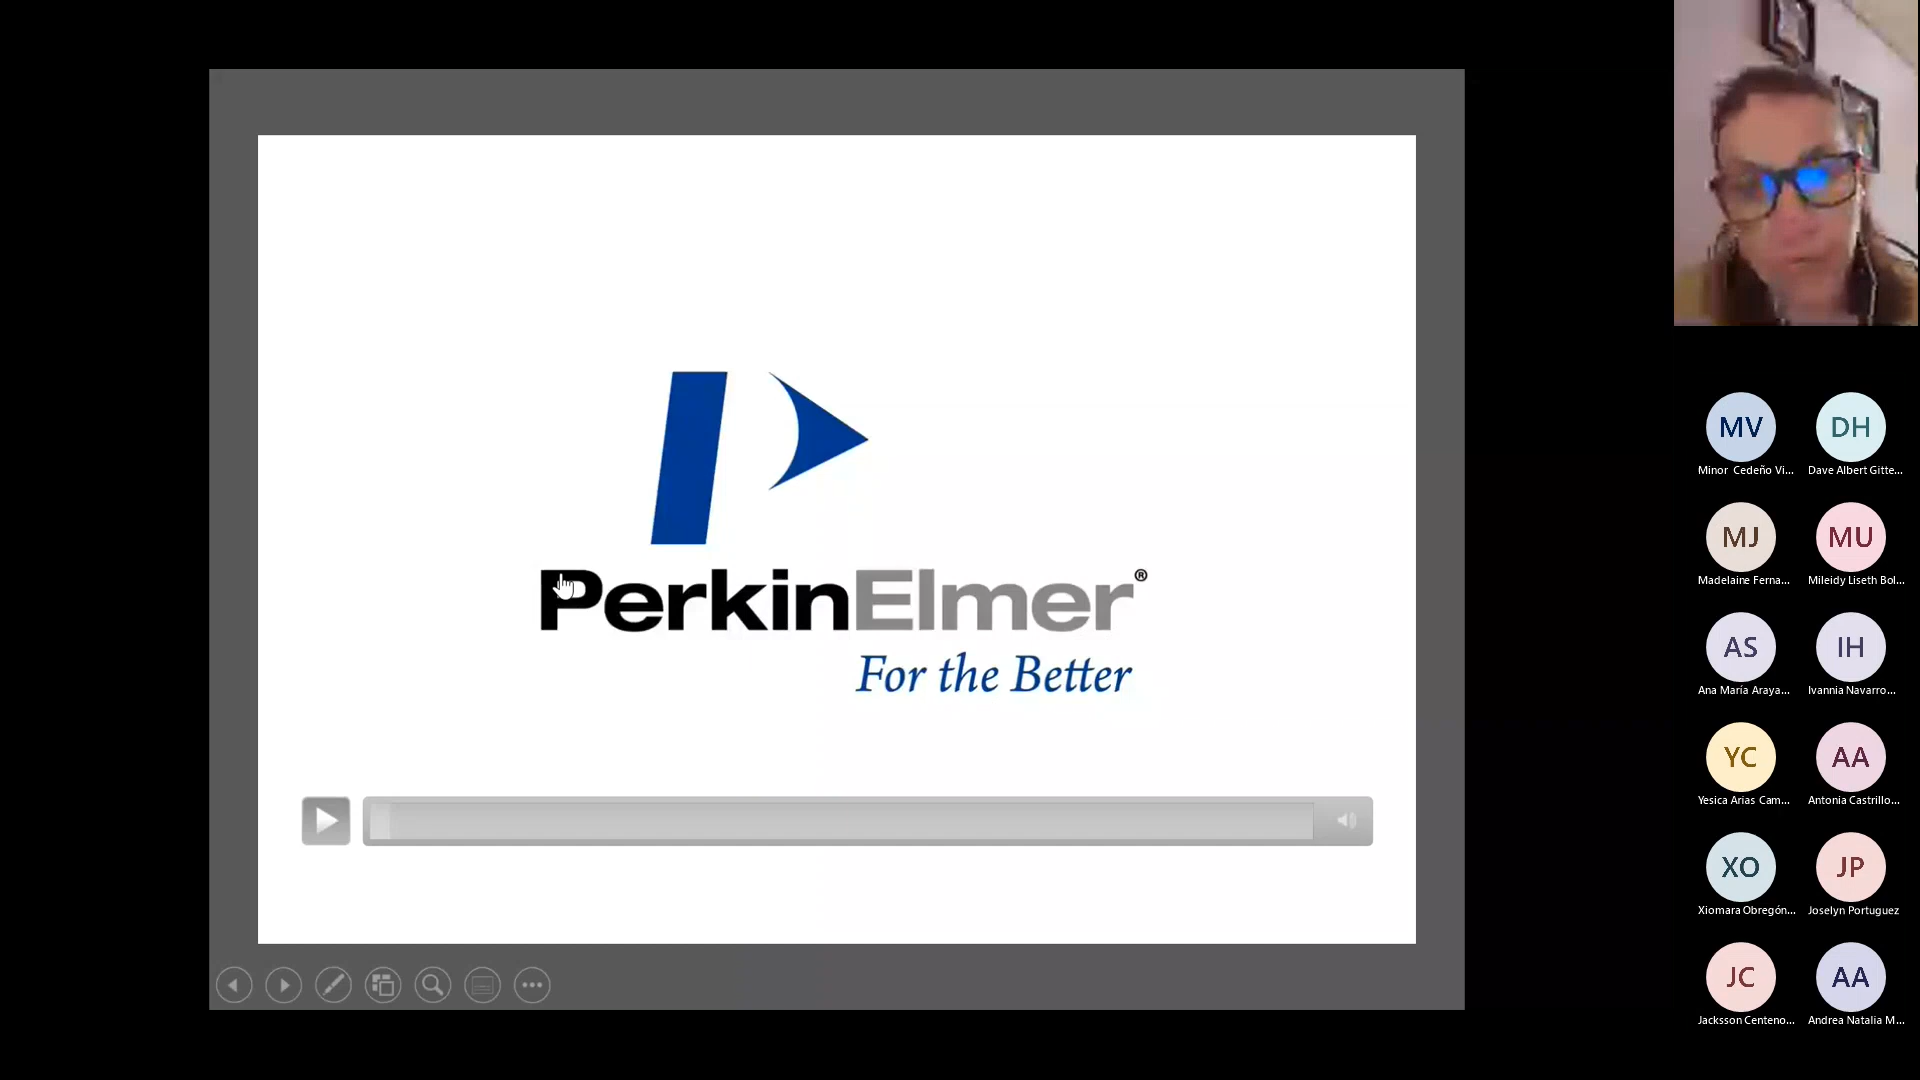 PerkinElmer®
For the Better
MV
DH
Minor Cedeño Vi...
Dave Albert Gitte...
MJ
MU
Madelaine Ferna...
Mileidy Liseth Bol...
AS
IH
Ana María Araya...
Ivannia Navarro...
YC
AA
Yesica Arias Cam...
Antonia Castrillo...
XO
JP
Xiomara Obregón...
Joselyn Portuguez
JC
AA
Jacksson Centeno...
Andrea Natalia M...